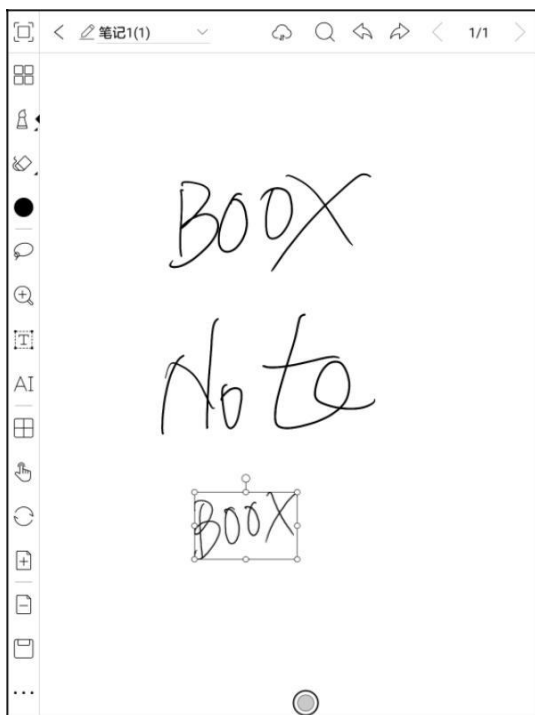 笔记1(1)
1/1
T
AI
BOOX
Note
BOOX